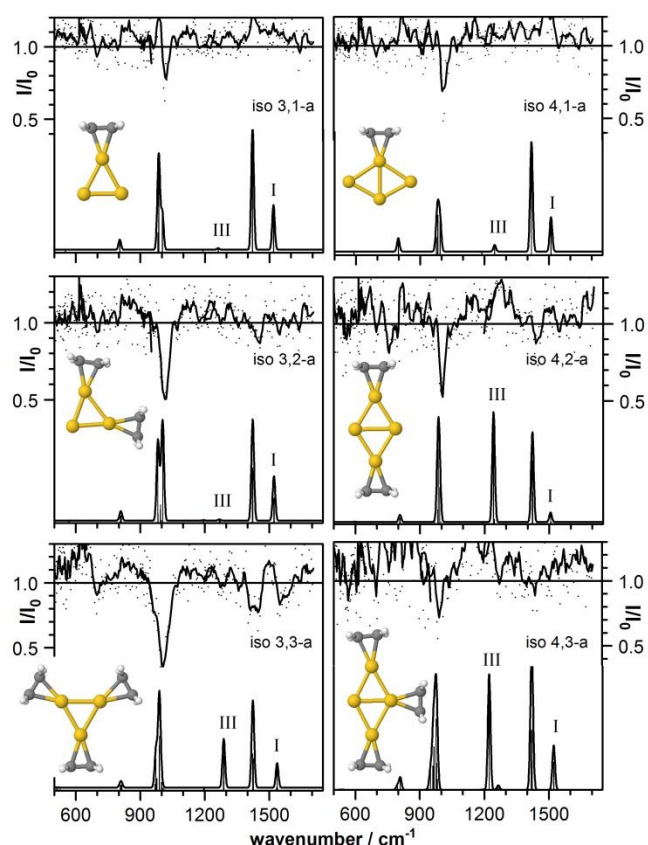 I/I₀
1.0
0.5
iso 3,1-a
III
I
1.0
0.5
I/I₀
iso 4,1-a
III
I
I/I₀
1.0
0.5
iso 3,2-a
III
I
1.0
0.5
I/I₀
iso 4,2-a
III
I
I/I₀
1.0
0.5
iso 3,3-a
III
I
1.0
0.5
I/I₀
iso 4,3-a
III
I
600 900 1200 1500
600 900 1200 1500
wavenumber / cm⁻¹